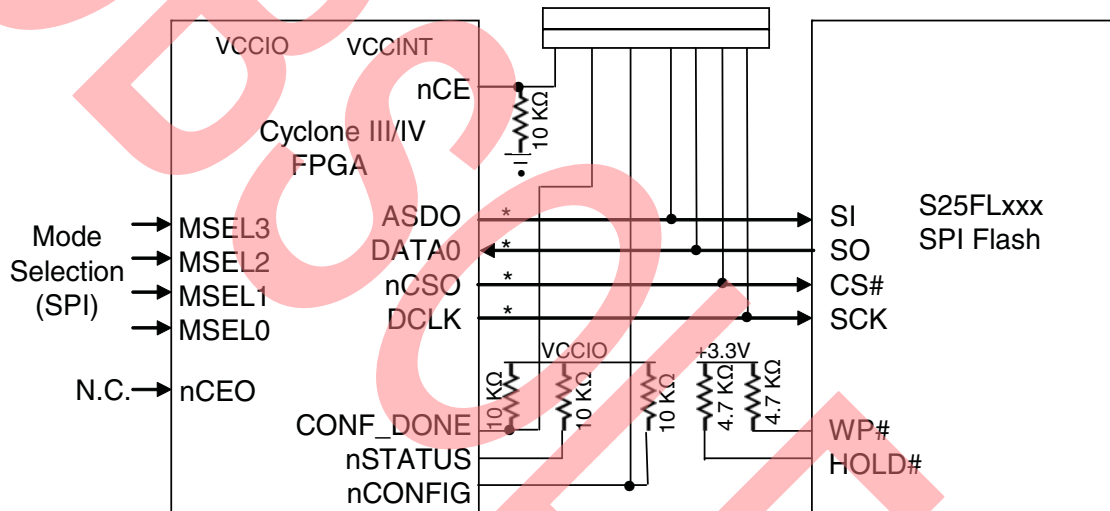 VCCIO VCCINT
nCE
10 KΩ
Cyclone III/IV
FPGA
Mode
Selection
(SPI)
MSEL3
MSEL2
MSEL1
MSEL0
N.C.
nCEO
ASDO *
DATA0 *
nCSO *
DCLK *
SI
SO
CS#
SCK
S25FLxxx
SPI Flash
VCCIO
10 KΩ
10 KΩ
10 KΩ
+3.3V
4.7 KΩ
4.7 KΩ
CONF_DONE
nSTATUS
nCONFIG
WP#
HOLD#